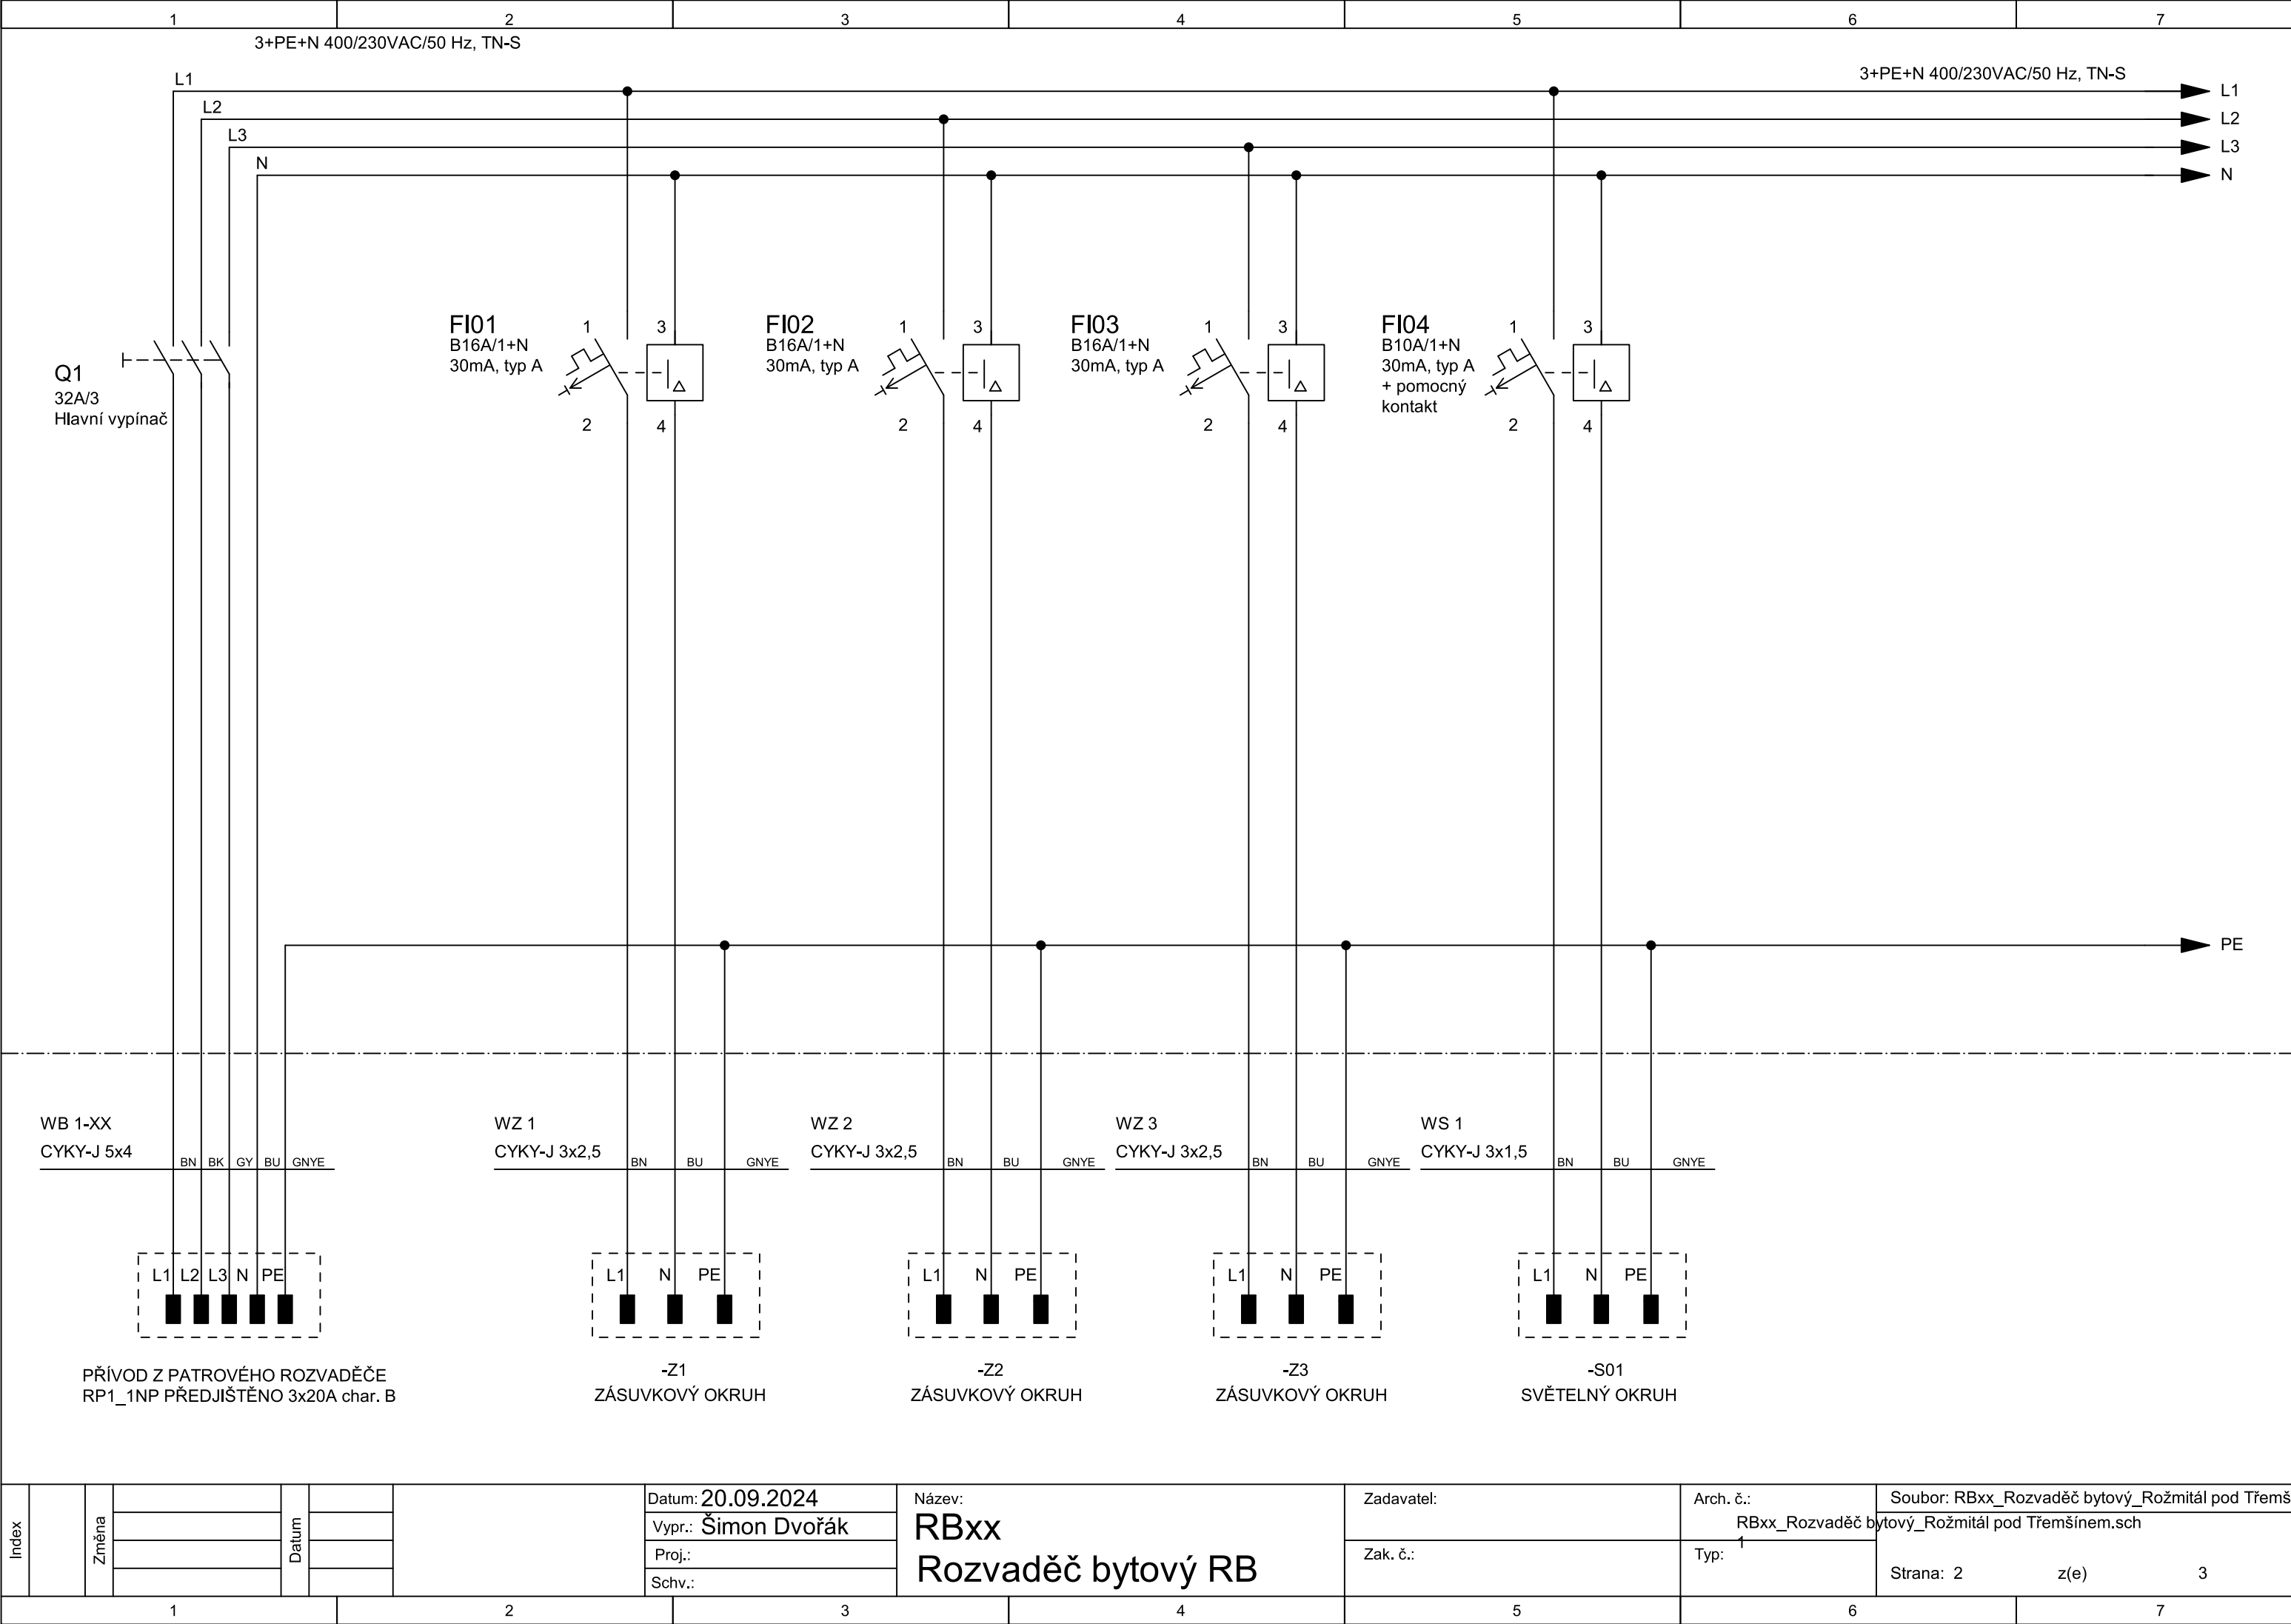 1 2 3 4 5 6 7
3+PE+N 400/230VAC/50 Hz, TN-S
3+PE+N 400/230VAC/50 Hz, TN-S
L1 L1
L2 L2
L3 L3
N N
Q1
32A/3
Hlavní vypínač
FI01
B16A/1+N
30mA, typ A
1 3
2 4
FI02
B16A/1+N
30mA, typ A
1 3
2 4
FI03
B16A/1+N
30mA, typ A
1 3
2 4
FI04
B10A/1+N
30mA, typ A
+ pomocný
kontakt
1 3
2 4
PE
WB 1-XX
CYKY-J 5x4
BN BK GY BU GNYE
WZ 1
CYKY-J 3x2,5
BN BU GNYE
WZ 2
CYKY-J 3x2,5
BN BU GNYE
WZ 3
CYKY-J 3x2,5
BN BU GNYE
WS 1
CYKY-J 3x1,5
BN BU GNYE
L1 L2 L3 N PE
PŘÍVOD Z PATROVÉHO ROZVADĚČE
RP1_1NP PŘEDJIŠTĚNO 3x20A char. B
L1 N PE
-Z1
ZÁSUVKOVÝ OKRUH
L1 N PE
-Z2
ZÁSUVKOVÝ OKRUH
L1 N PE
-Z3
ZÁSUVKOVÝ OKRUH
L1 N PE
-S01
SVĚTELNÝ OKRUH
Index
Změna
Datum
Datum: 20.09.2024
Vypr.: Šimon Dvořák
Proj.:
Schv.:
Název:
RBxx
Rozvaděč bytový RB
Zadavatel:
Zak. č.:
Arch. č.:
RBxx_Rozvaděč bytový_Rožmitál pod Třemšínem.sch
1
Typ:
Soubor: RBxx_Rozvaděč bytový_Rožmitál pod Třemš
Strana: 2 z(e) 3
1 2 3 4 5 6 7